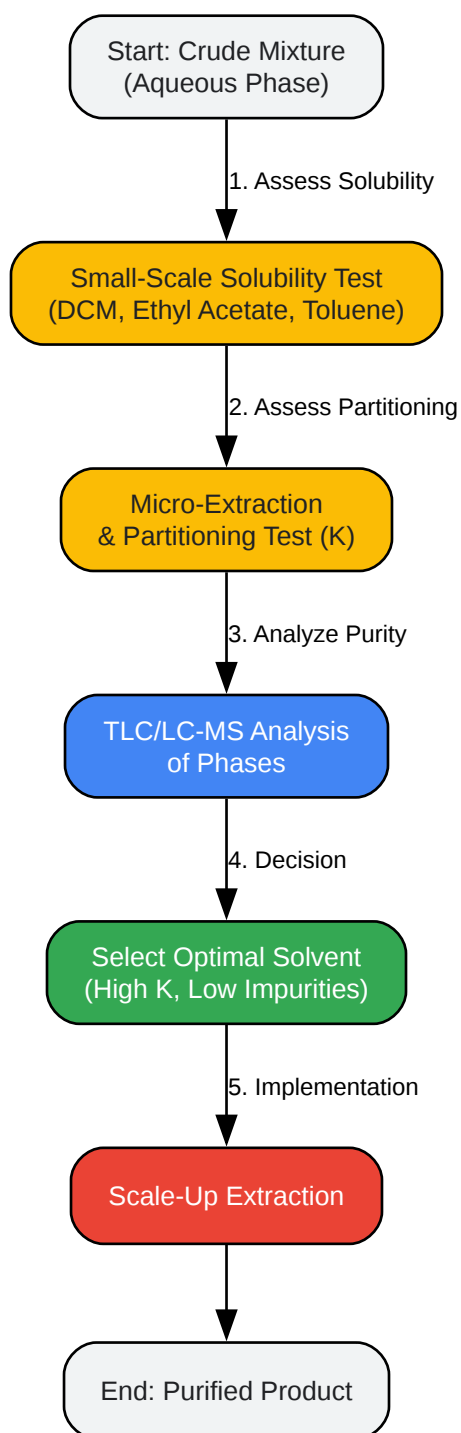 Start: Crude Mixture
(Aqueous Phase)
1. Assess Solubility
Small-Scale Solubility Test
(DCM, Ethyl Acetate, Toluene)
2. Assess Partitioning
Micro-Extraction
& Partitioning Test (K)
3. Analyze Purity
TLC/LC-MS Analysis
of Phases
4. Decision
Select Optimal Solvent
(High K, Low Impurities)
5. Implementation
Scale-Up Extraction
End: Purified Product